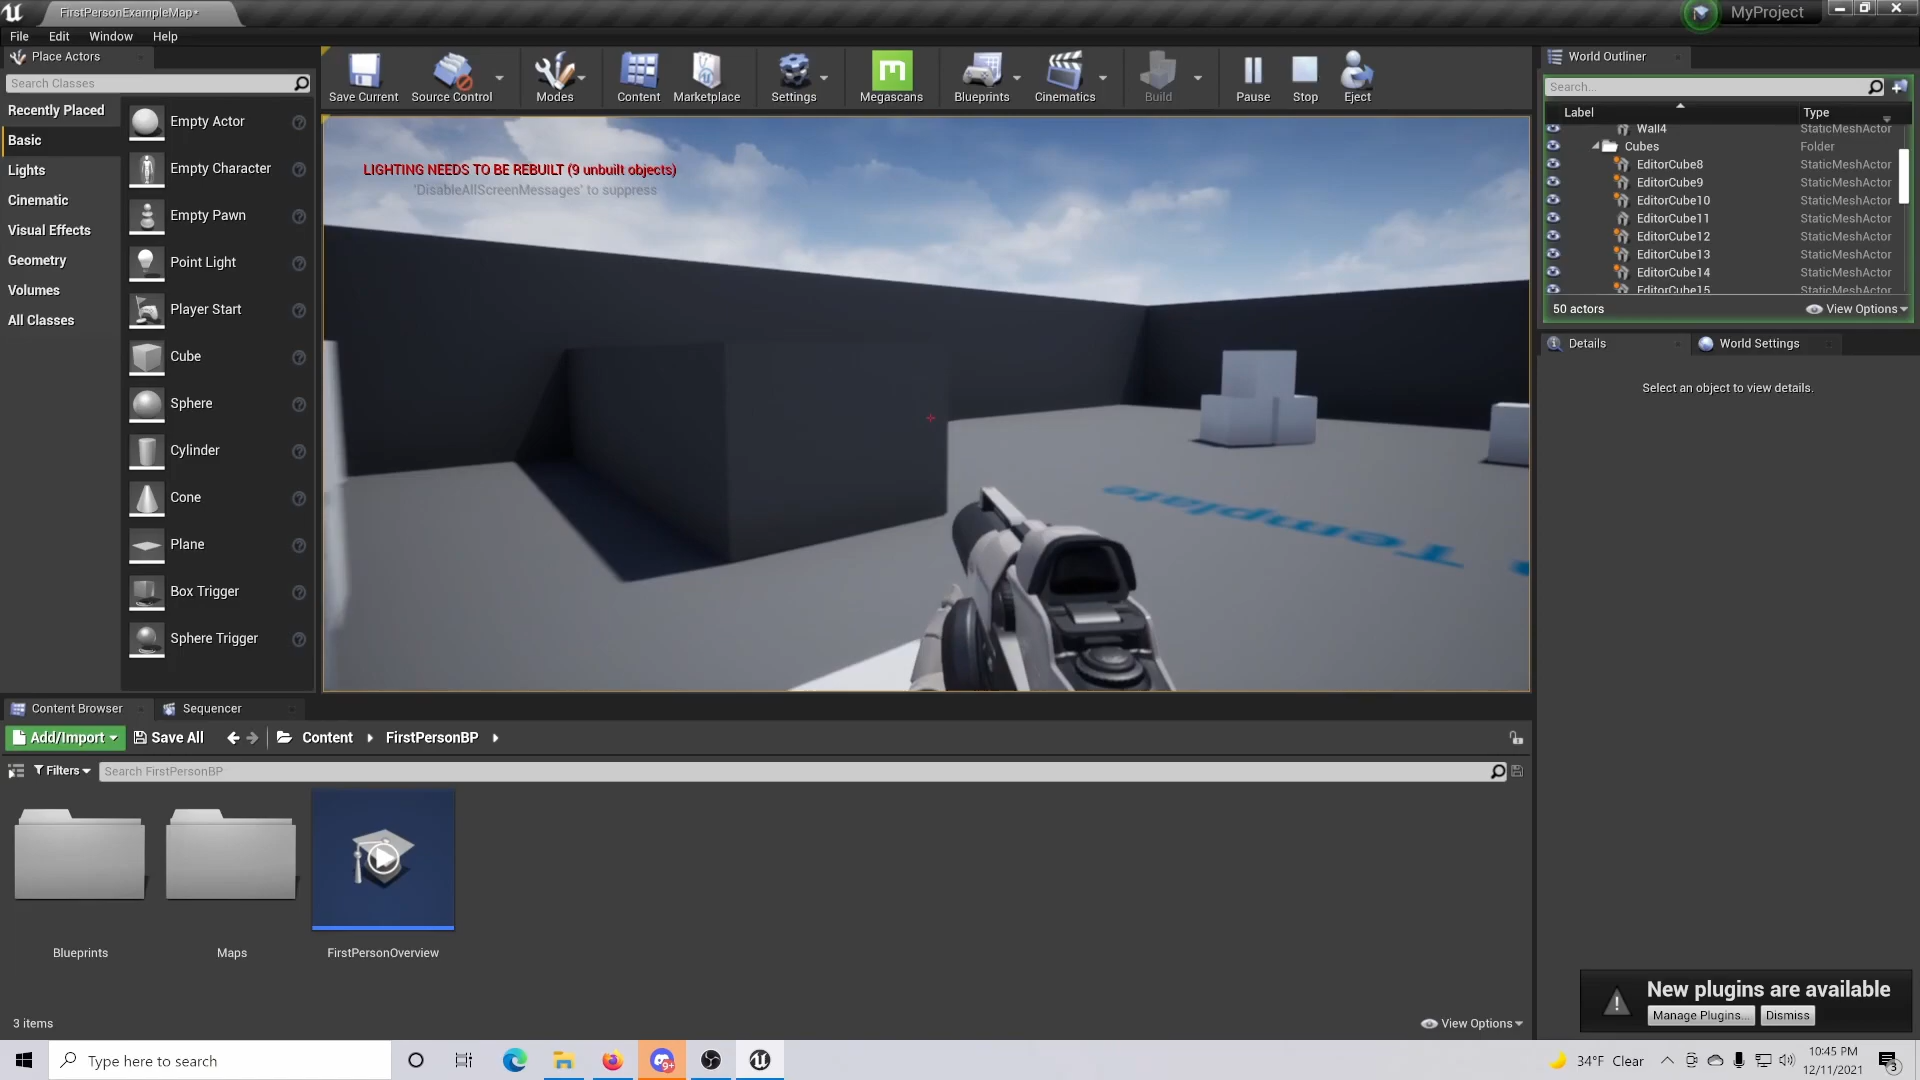 FirstPersonExampleMap*
MyProject
File
Edit
Window
Help
Place Actors
Search Classes
Recently Placed
Basic
Lights
Cinematic
Visual Effects
Geometry
Volumes
All Classes
Empty Actor
Empty Character
Empty Pawn
Point Light
Player Start
Cube
Sphere
Cylinder
Cone
Plane
Box Trigger
Sphere Trigger
Save Current
Source Control
Modes
Content
Marketplace
Settings
Megascans
Blueprints
Cinematics
Build
Pause
Stop
Eject
LIGHTING NEEDS TO BE REBUILT (9 unbuilt objects)
'DisableAllScreenMessages' to suppress
Template
World Outliner
Search...
Label
Type
Wall4
StaticMeshActor
Cubes
Folder
EditorCube8
StaticMeshActor
EditorCube9
StaticMeshActor
EditorCube10
StaticMeshActor
EditorCube11
StaticMeshActor
EditorCube12
StaticMeshActor
EditorCube13
StaticMeshActor
EditorCube14
StaticMeshActor
EditorCube15
StaticMeshActor
50 actors
View Options
Details
World Settings
Select an object to view details.
Content Browser
Sequencer
Add/Import
Save All
Content
FirstPersonBP
Filters
Search FirstPersonBP
Blueprints
Maps
FirstPersonOverview
3 items
View Options
New plugins are available
Manage Plugins...
Dismiss
Type here to search
9+
34°F Clear
10:45 PM
12/11/2021
3